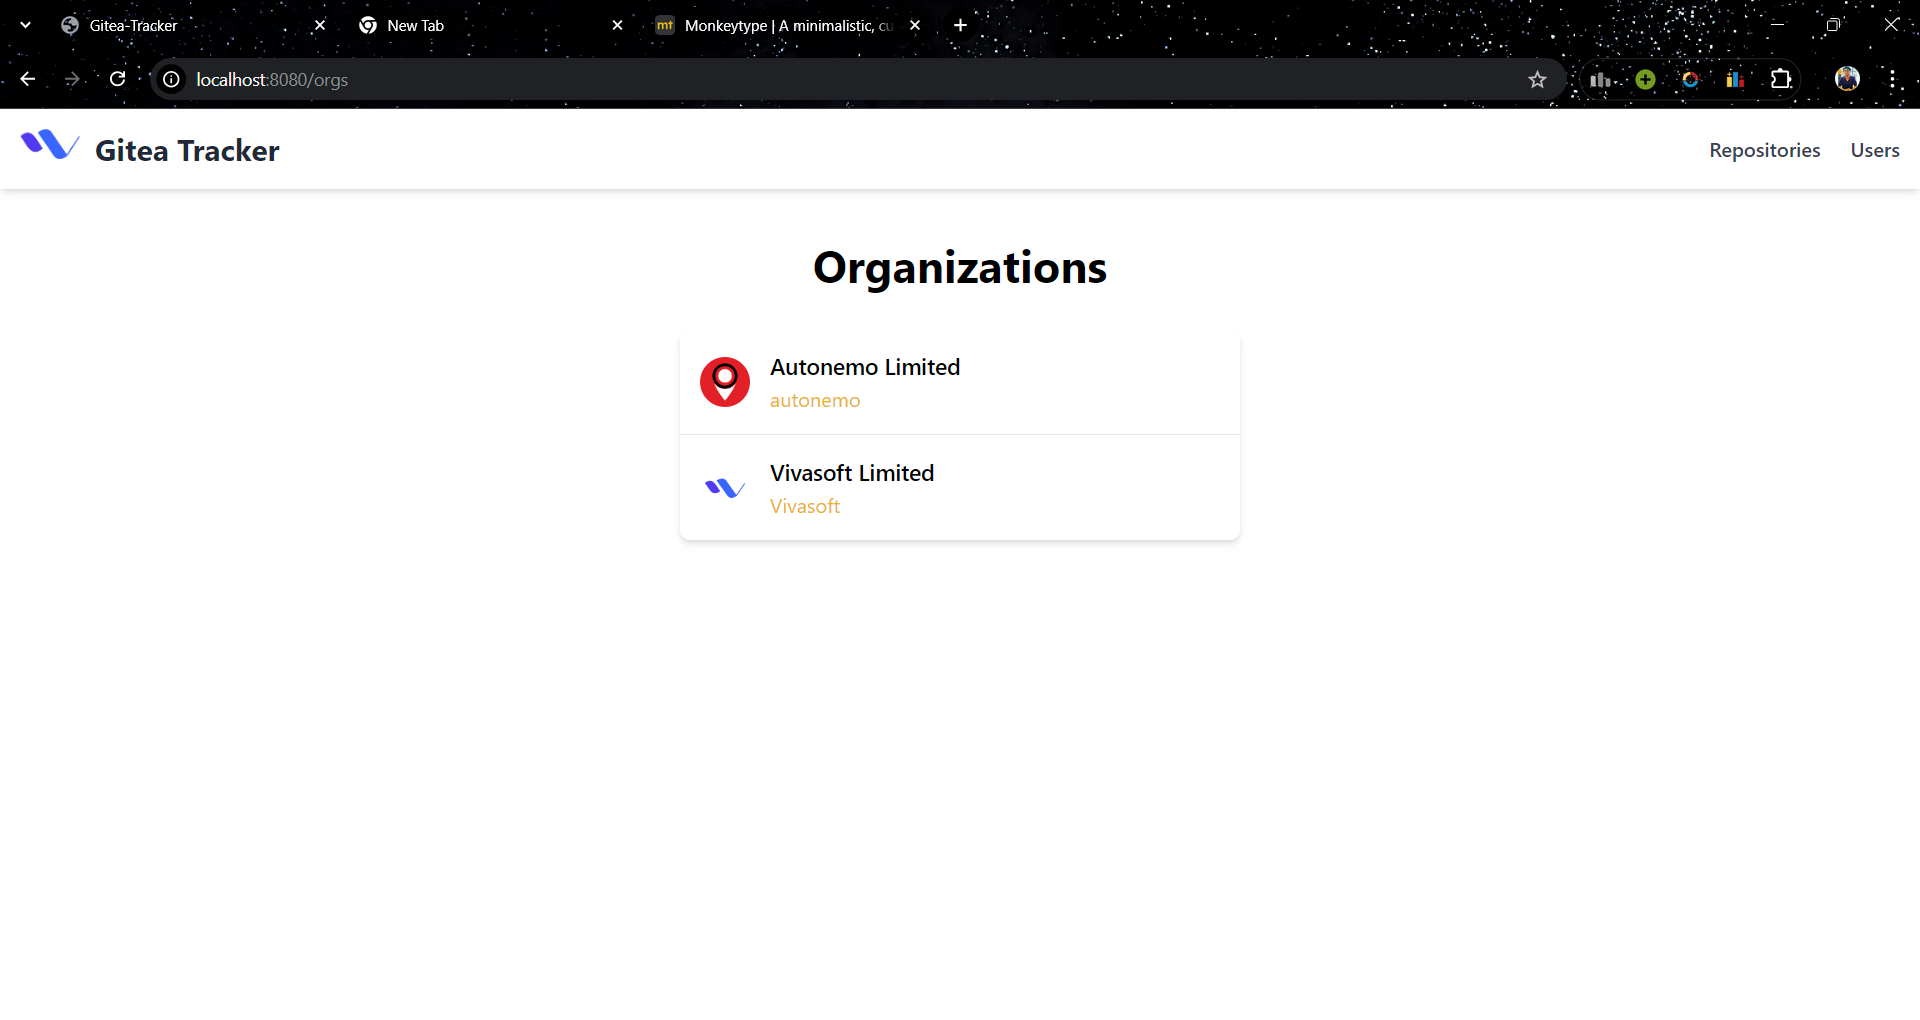 Gitea-Tracker
New Tab
mt Monkeytype | A minimalistic, cu
localhost:8080/orgs
Gitea Tracker
Repositories
Users
Organizations
Autonemo Limited
autonemo
Vivasoft Limited
Vivasoft